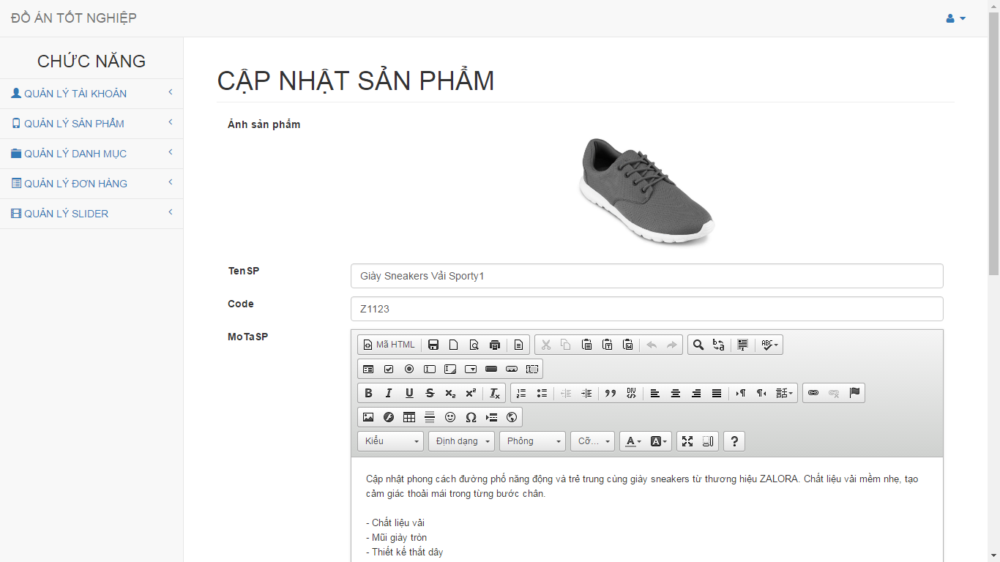 ĐỒ ÁN TỐT NGHIỆP
CHỨC NĂNG
QUẢN LÝ TÀI KHOẢN
QUẢN LÝ SẢN PHẨM
QUẢN LÝ DANH MỤC
QUẢN LÝ ĐƠN HÀNG
QUẢN LÝ SLIDER
CẬP NHẬT SẢN PHẨM
Ảnh sản phẩm
TenSP
Giày Sneakers Vải Sporty1
Code
Z1123
MoTaSP
Mã HTML
Kiểu
Định dạng
Phông
Cỡ...
Cập nhật phong cách đường phố năng động và trẻ trung cùng giày sneakers từ thương hiệu ZALORA. Chất liệu vải mềm nhẹ, tạo
cảm giác thoải mái trong từng bước chân.
- Chất liệu vải
- Mũi giày tròn
- Thiết kế thắt dây